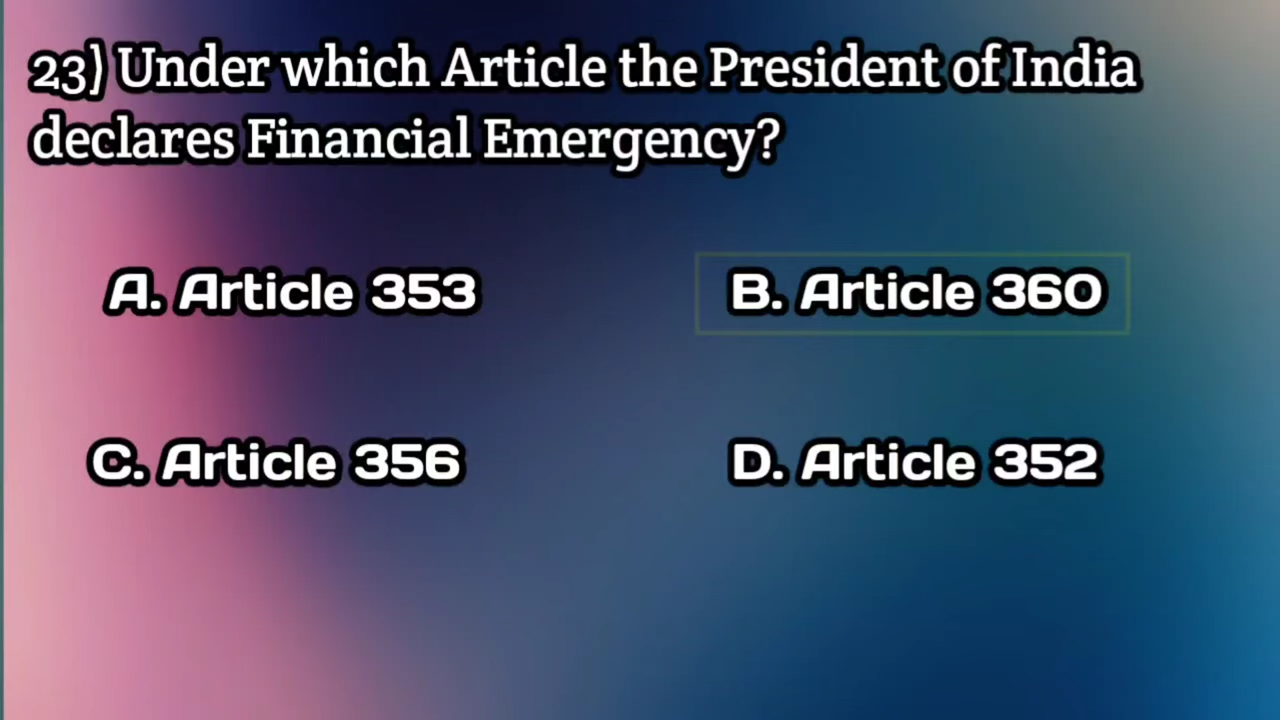 23) Under which Article the President of India
declares Financial Emergency?
A. Article 353
B. Article 360
C. Article 356
D. Article 352